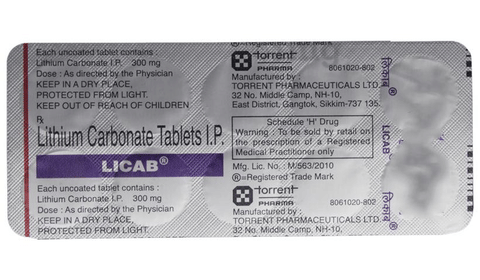 Each uncoated tablet contains :
Lithium Carbonate I.P. 300 mg
Dose : As directed by the Physician
KEEP IN A DRY PLACE,
PROTECTED FROM LIGHT.
KEEP OUT OF REACH OF CHILDREN
Rx
Lithium Carbonate Tablets I.P.
LICAB®
Each uncoated tablet contains :
Lithium Carbonate I.P. 300 mg
Dose : As directed by the Physician
KEEP IN A DRY PLACE,
PROTECTED FROM LIGHT.
®=Registered Trade Mark
torrent
PHARMA
8061020-802
Manufactured by :
TORRENT PHARMACEUTICALS LTD.
32 No. Middle Camp, NH-10,
East District, Gangtok, Sikkim-737 135.
Schedule 'H' Drug
Warning : To be sold by retail on
the prescription of a Registered
Medical Practitioner only
Mfg. Lic. No. : M/563/2010
®=Registered Trade Mark
torrent
PHARMA
8061020-802
Manufactured by :
TORRENT PHARMACEUTICALS LTD.
32 No. Middle Camp, NH-10,
LICAB